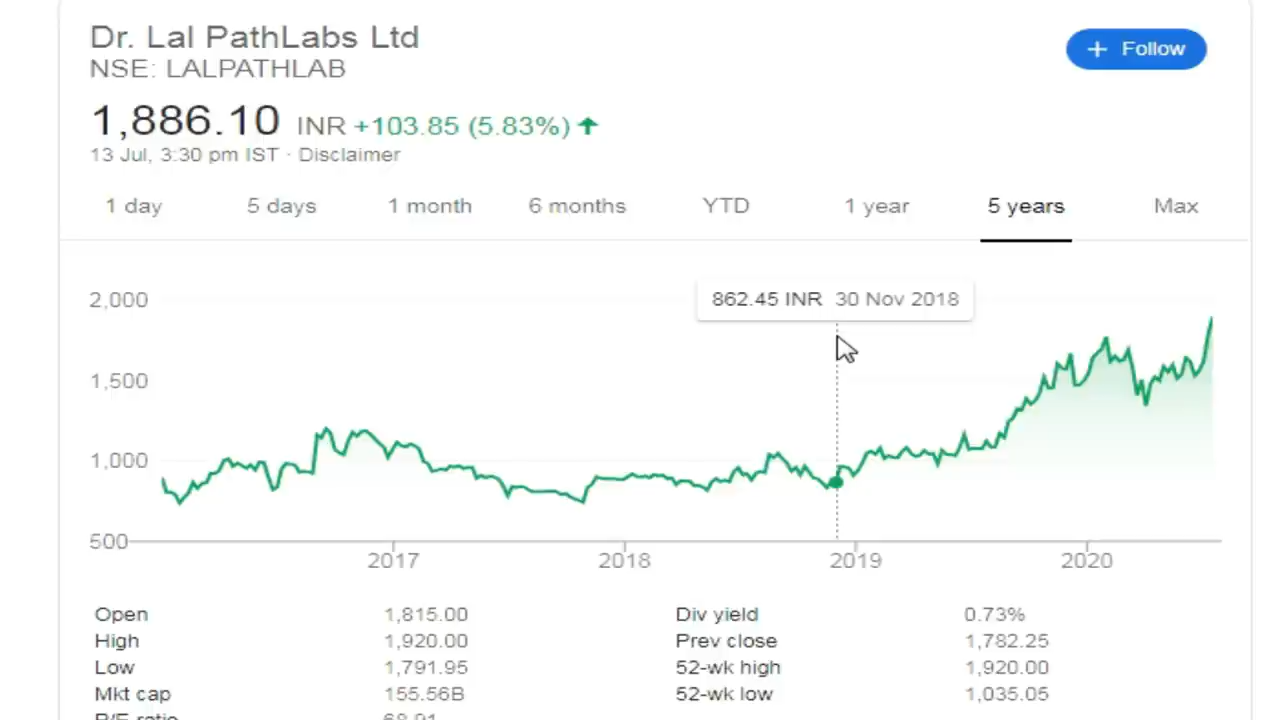 Dr. Lal PathLabs Ltd
+ Follow
NSE: LALPATHLAB
1,886.10 INR +103.85 (5.83%)
13 Jul, 3:30 pm IST · Disclaimer
1 day 5 days 1 month 6 months YTD 1 year 5 years Max
862.45 INR 30 Nov 2018
2,000
1,500
1,000
500
2017 2018 2019 2020
Open 1,815.00 Div yield 0.73%
High 1,920.00 Prev close 1,782.25
Low 1,791.95 52-wk high 1,920.00
Mkt cap 155.56B 52-wk low 1,035.05
P/E ratio 68.91